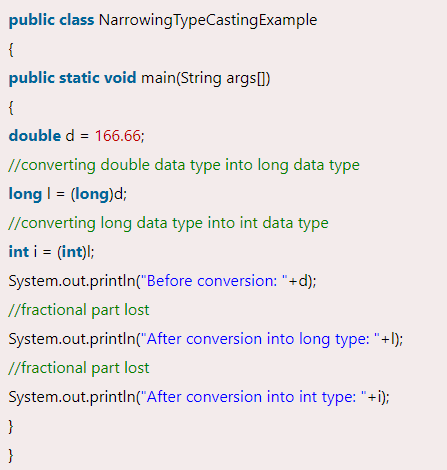 public class NarrowingTypeCastingExample
{
public static void main(String args[])
{
double d = 166.66;
//converting double data type into long data type
long l = (long)d;
//converting long data type into int data type
int i = (int)l;
System.out.println("Before conversion: "+d);
//fractional part lost
System.out.println("After conversion into long type: "+l);
//fractional part lost
System.out.println("After conversion into int type: "+i);
}
}